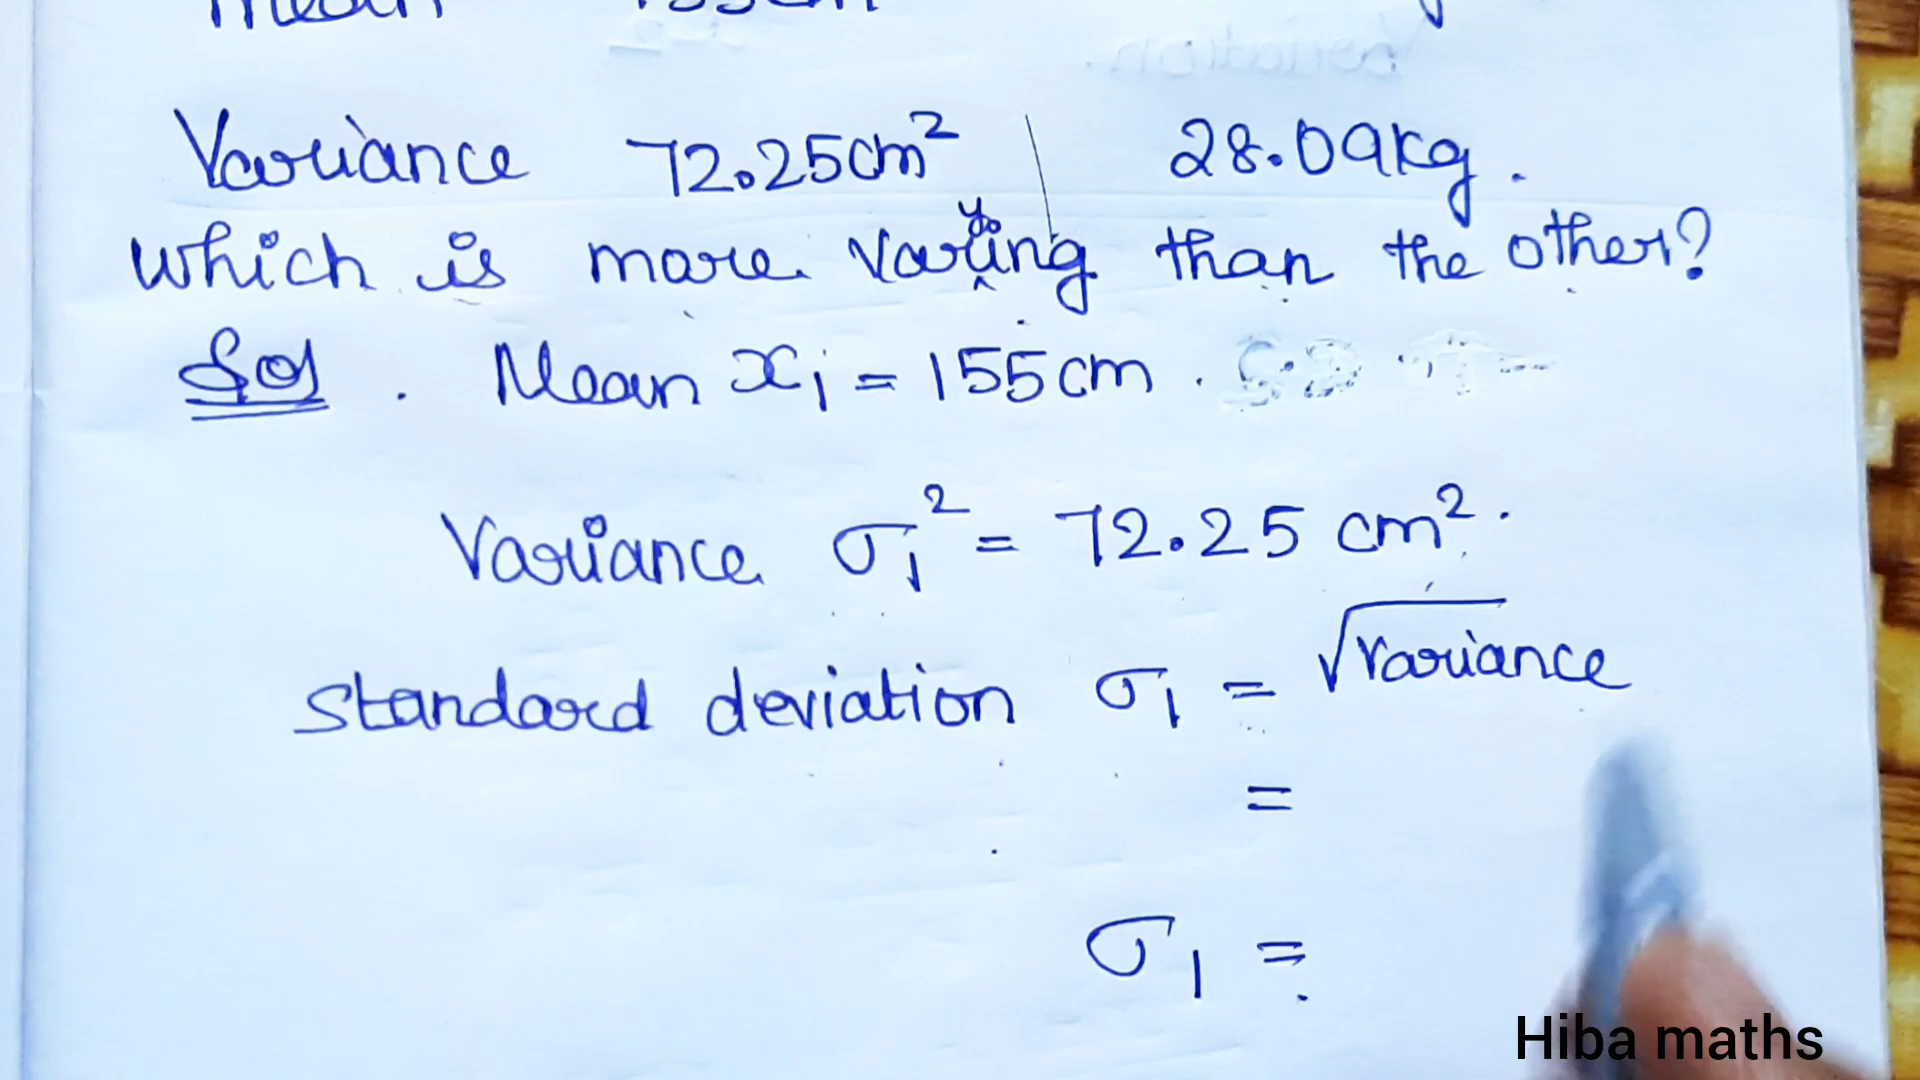 Variance 72.25cm² | 28.09kg.
which is more varying than the other?
Sol. Mean x₁ = 155cm.
Variance σ₁² = 72.25 cm².
standard deviation σ₁ = √variance
=
σ₁ =
Hiba maths